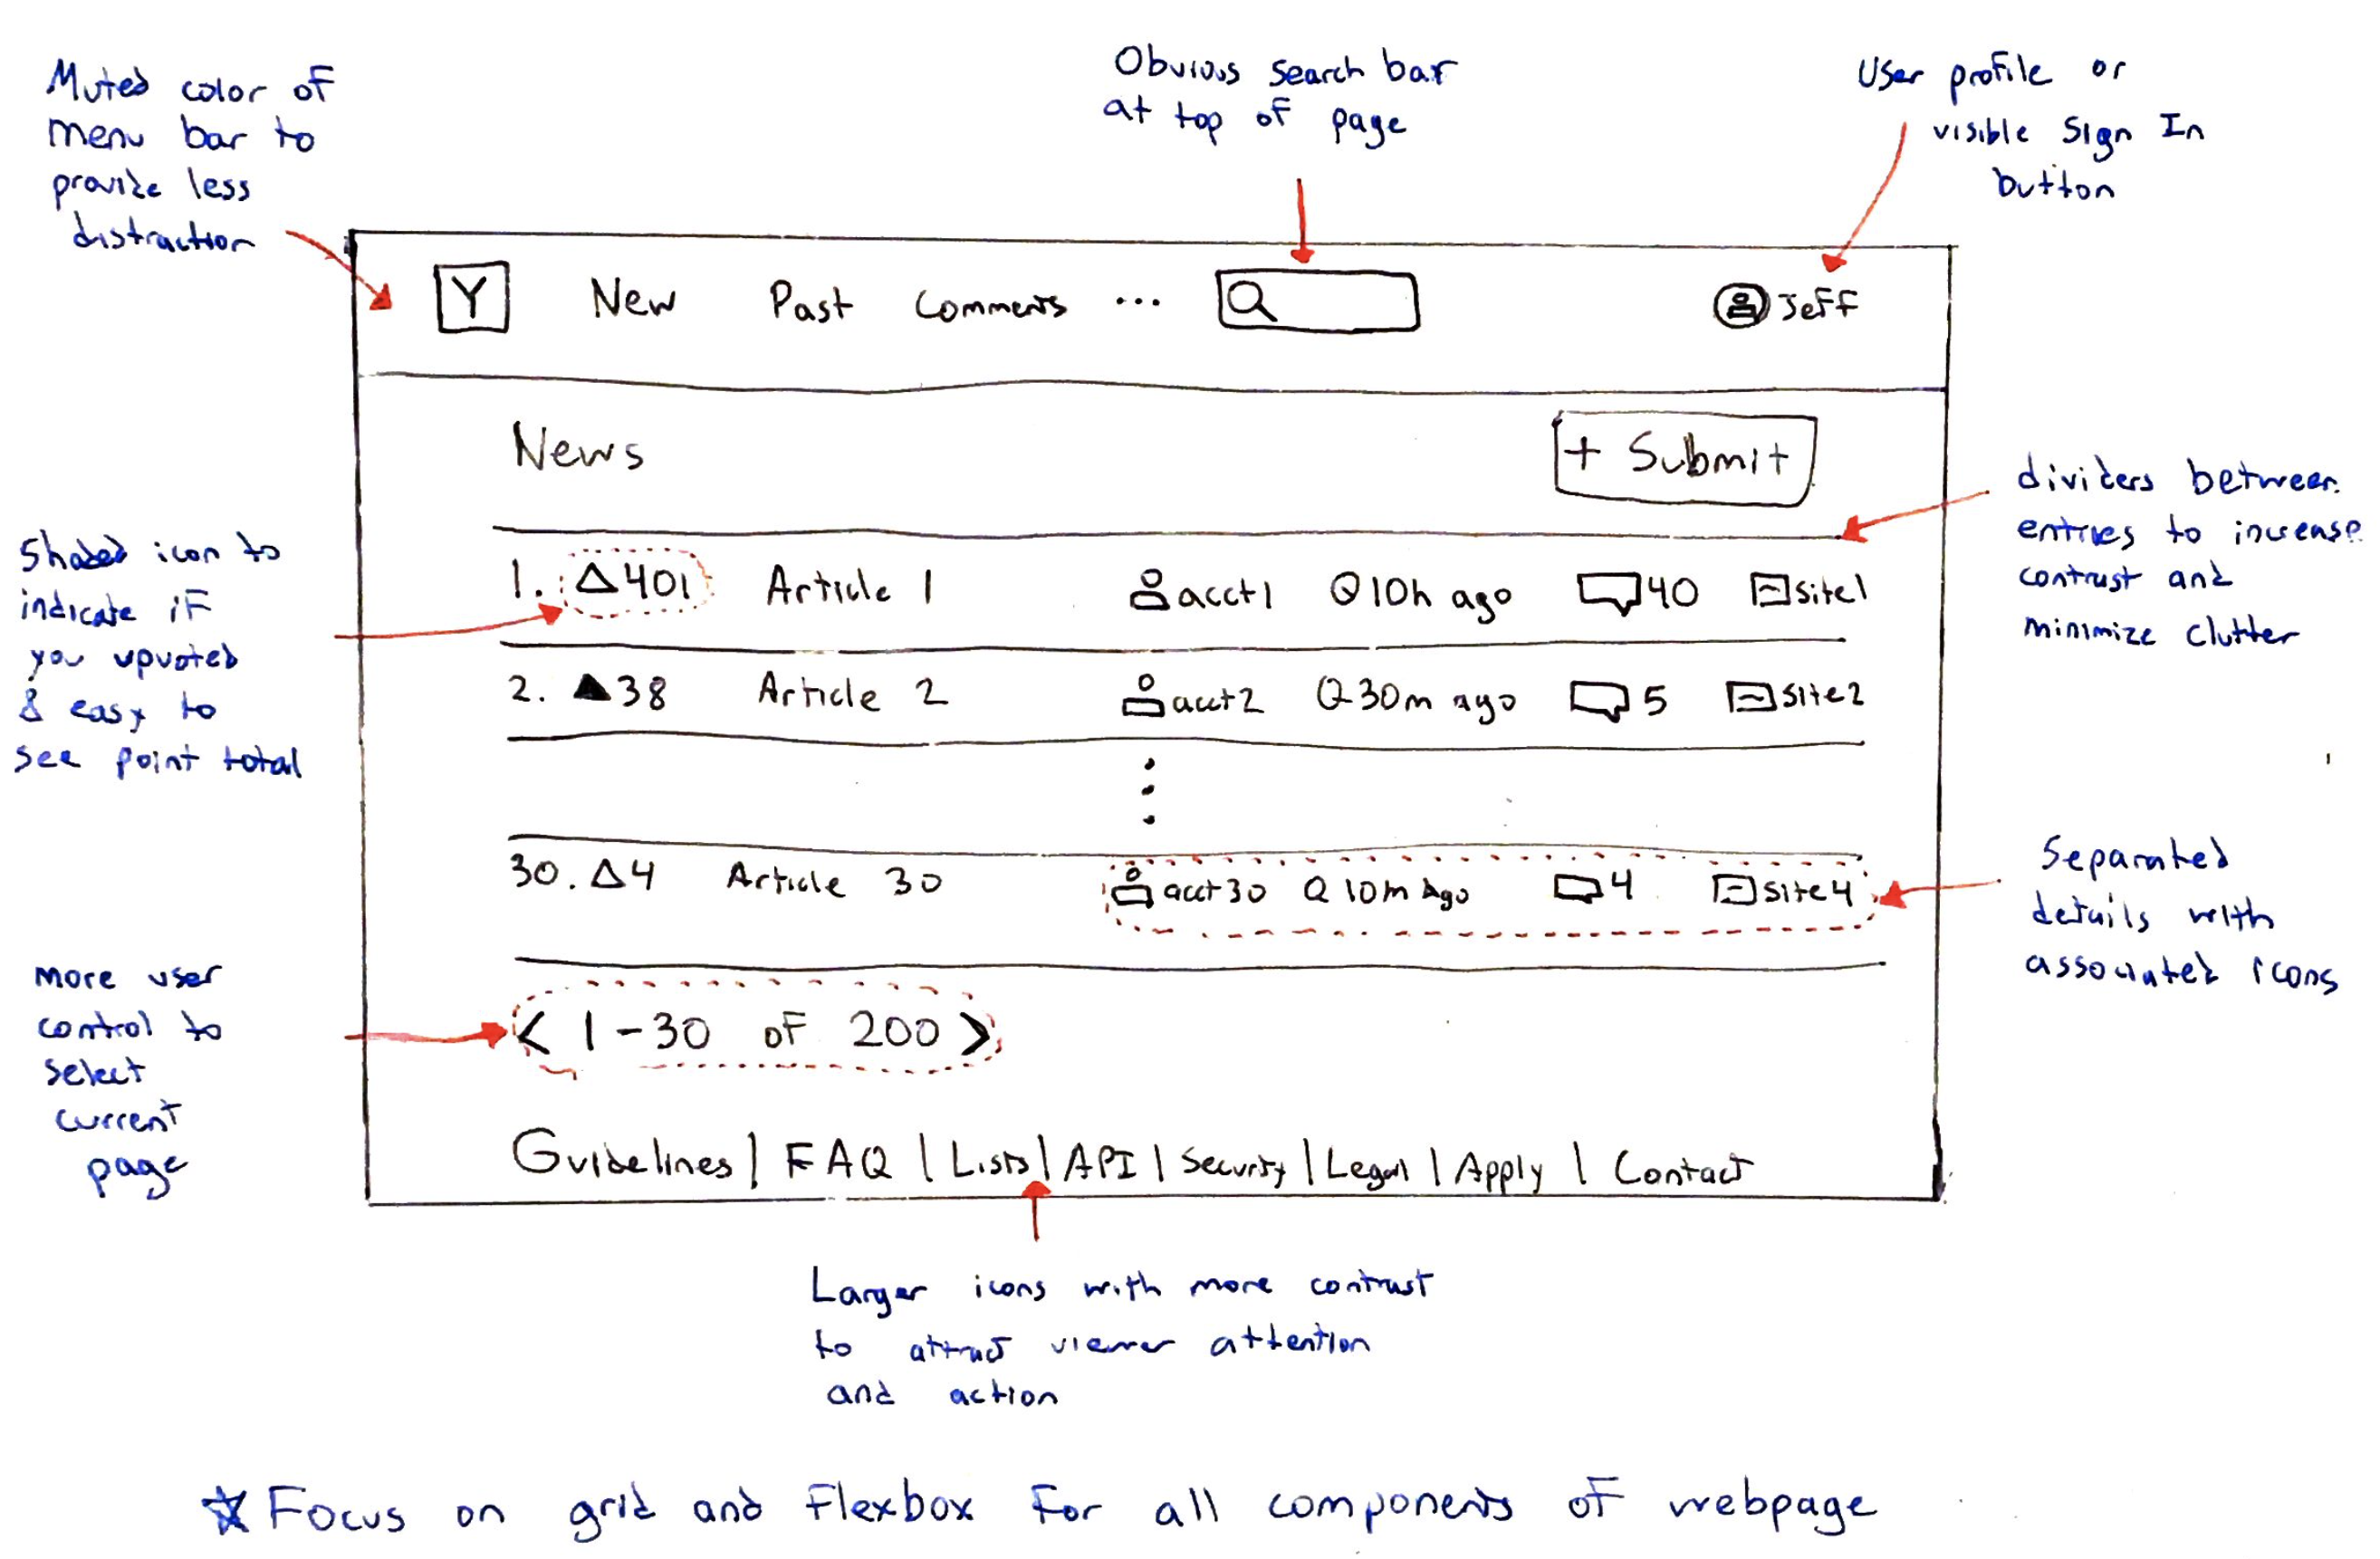 Muted color of
menu bar to
provide less
distraction
Obvious search bar
at top of page
User profile or
visible Sign In
button
Y New Past Comments ... Jeff
News + Submit
dividers between
entries to increase
contrast and
minimize clutter
Shaded icon to
indicate if
you upvoted
& easy to
see point total
1. 401 Article 1 acct1 10h ago 40 site1
2. 38 Article 2 acct2 30m ago 5 site2
30. 4 Article 30 acct30 10m Ago 4 site4
Separated
details with
associated icons
more user
control to
select
current
page
< 1-30 of 200 >
Guidelines | FAQ | Lists | API | Security | Legal | Apply | Contact
Larger icons with more contrast
to attract viewer attention
and action
Focus on grid and flexbox for all components of webpage